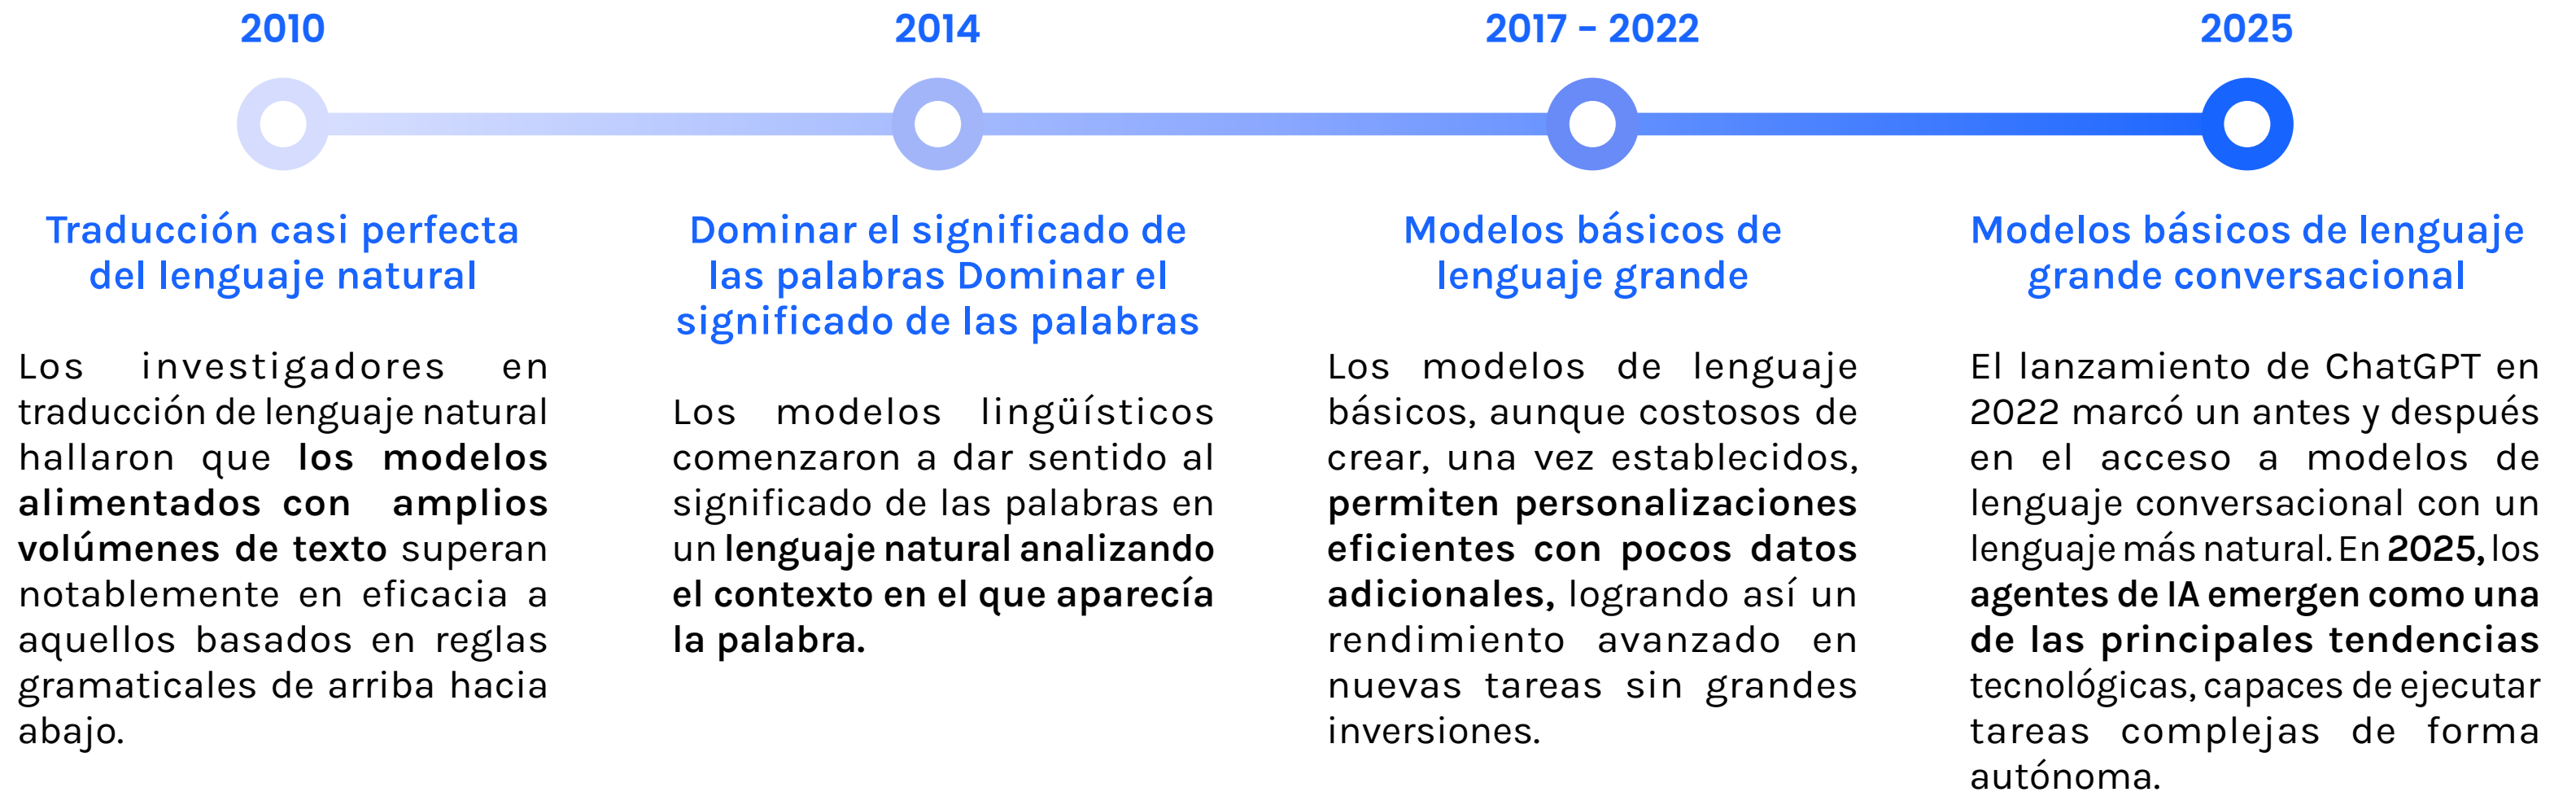 2010
Traducción casi perfecta
del lenguaje natural
Los investigadores en
traducción de lenguaje natural
hallaron que los modelos
alimentados con amplios
volúmenes de texto superan
notablemente en eficacia a
aquellos basados en reglas
gramaticales de arriba hacia
abajo.
2014
Dominar el significado de
las palabras Dominar el
significado de las palabras
Los modelos lingüísticos
comenzaron a dar sentido al
significado de las palabras en
un lenguaje natural analizando
el contexto en el que aparecía
la palabra.
2017 - 2022
Modelos básicos de
lenguaje grande
Los modelos de lenguaje
básicos, aunque costosos de
crear, una vez establecidos,
permiten personalizaciones
eficientes con pocos datos
adicionales, logrando así un
rendimiento avanzado en
nuevas tareas sin grandes
inversiones.
2025
Modelos básicos de lenguaje
grande conversacional
El lanzamiento de ChatGPT en
2022 marcó un antes y después
en el acceso a modelos de
lenguaje conversacional con un
lenguaje más natural. En 2025, los
agentes de IA emergen como una
de las principales tendencias
tecnológicas, capaces de ejecutar
tareas complejas de forma
autónoma.